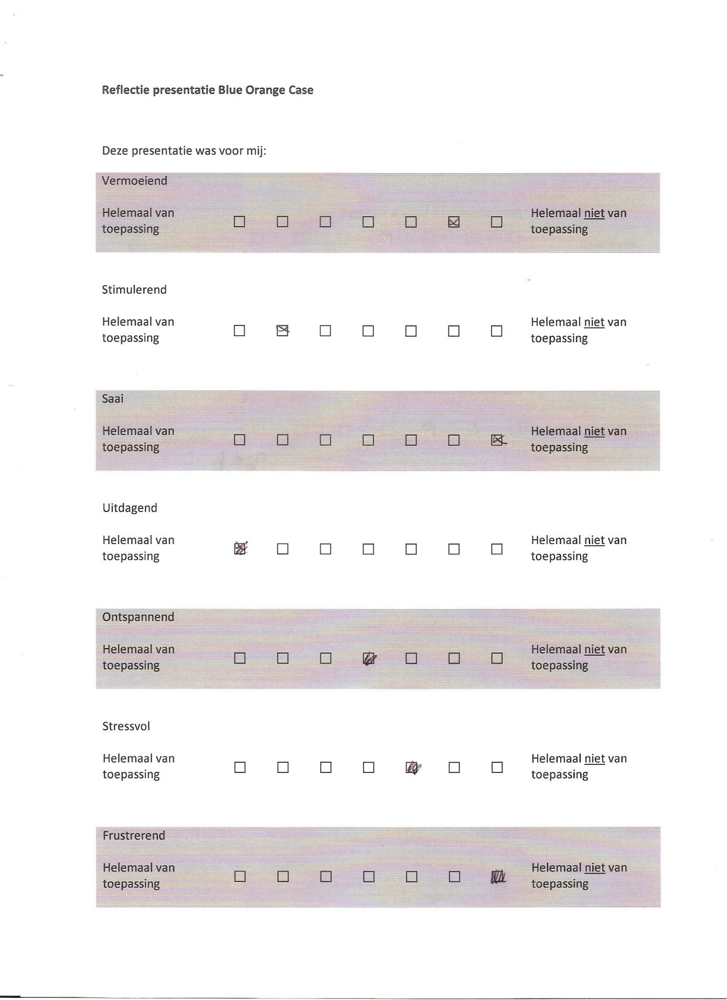 Reflectie presentatie Blue Orange Case
Deze presentatie was voor mij:
Vermoeiend
Helemaal van toepassing ☐ ☐ ☐ ☐ ☐ ☒ ☐ Helemaal niet van toepassing
Stimulerend
Helemaal van toepassing ☐ ☒ ☐ ☐ ☐ ☐ ☐ Helemaal niet van toepassing
Saai
Helemaal van toepassing ☐ ☐ ☐ ☐ ☐ ☐ ☒ Helemaal niet van toepassing
Uitdagend
Helemaal van toepassing ☒ ☐ ☐ ☐ ☐ ☐ ☐ Helemaal niet van toepassing
Ontspannend
Helemaal van toepassing ☐ ☐ ☐ ☒ ☐ ☐ ☐ Helemaal niet van toepassing
Stressvol
Helemaal van toepassing ☐ ☐ ☐ ☐ ☒ ☐ ☐ Helemaal niet van toepassing
Frustrerend
Helemaal van toepassing ☐ ☐ ☐ ☐ ☐ ☐ ☒ Helemaal niet van toepassing